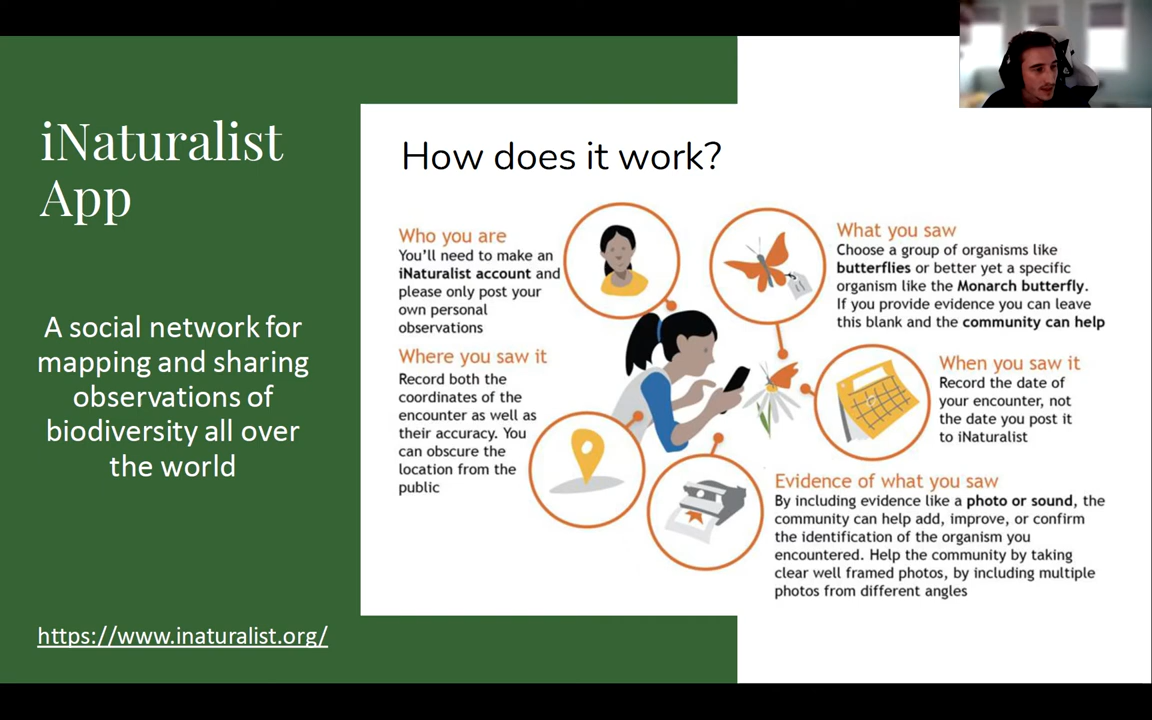 iNaturalist
App
A social network for
mapping and sharing
observations of
biodiversity all over
the world
https://www.inaturalist.org/
How does it work?
Who you are
You'll need to make an
iNaturalist account and
please only post your
own personal
observations
Where you saw it
Record both the
coordinates of the
encounter as well as
their accuracy. You
can obscure the
location from the
public
What you saw
Choose a group of organisms like
butterflies or better yet a specific
organism like the Monarch butterfly.
If you provide evidence you can leave
this blank and the community can help
When you saw it
Record the date of
your encounter, not
the date you post it
to iNaturalist
Evidence of what you saw
By including evidence like a photo or sound, the
community can help add, improve, or confirm
the identification of the organism you
encountered. Help the community by taking
clear well framed photos, by including multiple
photos from different angles